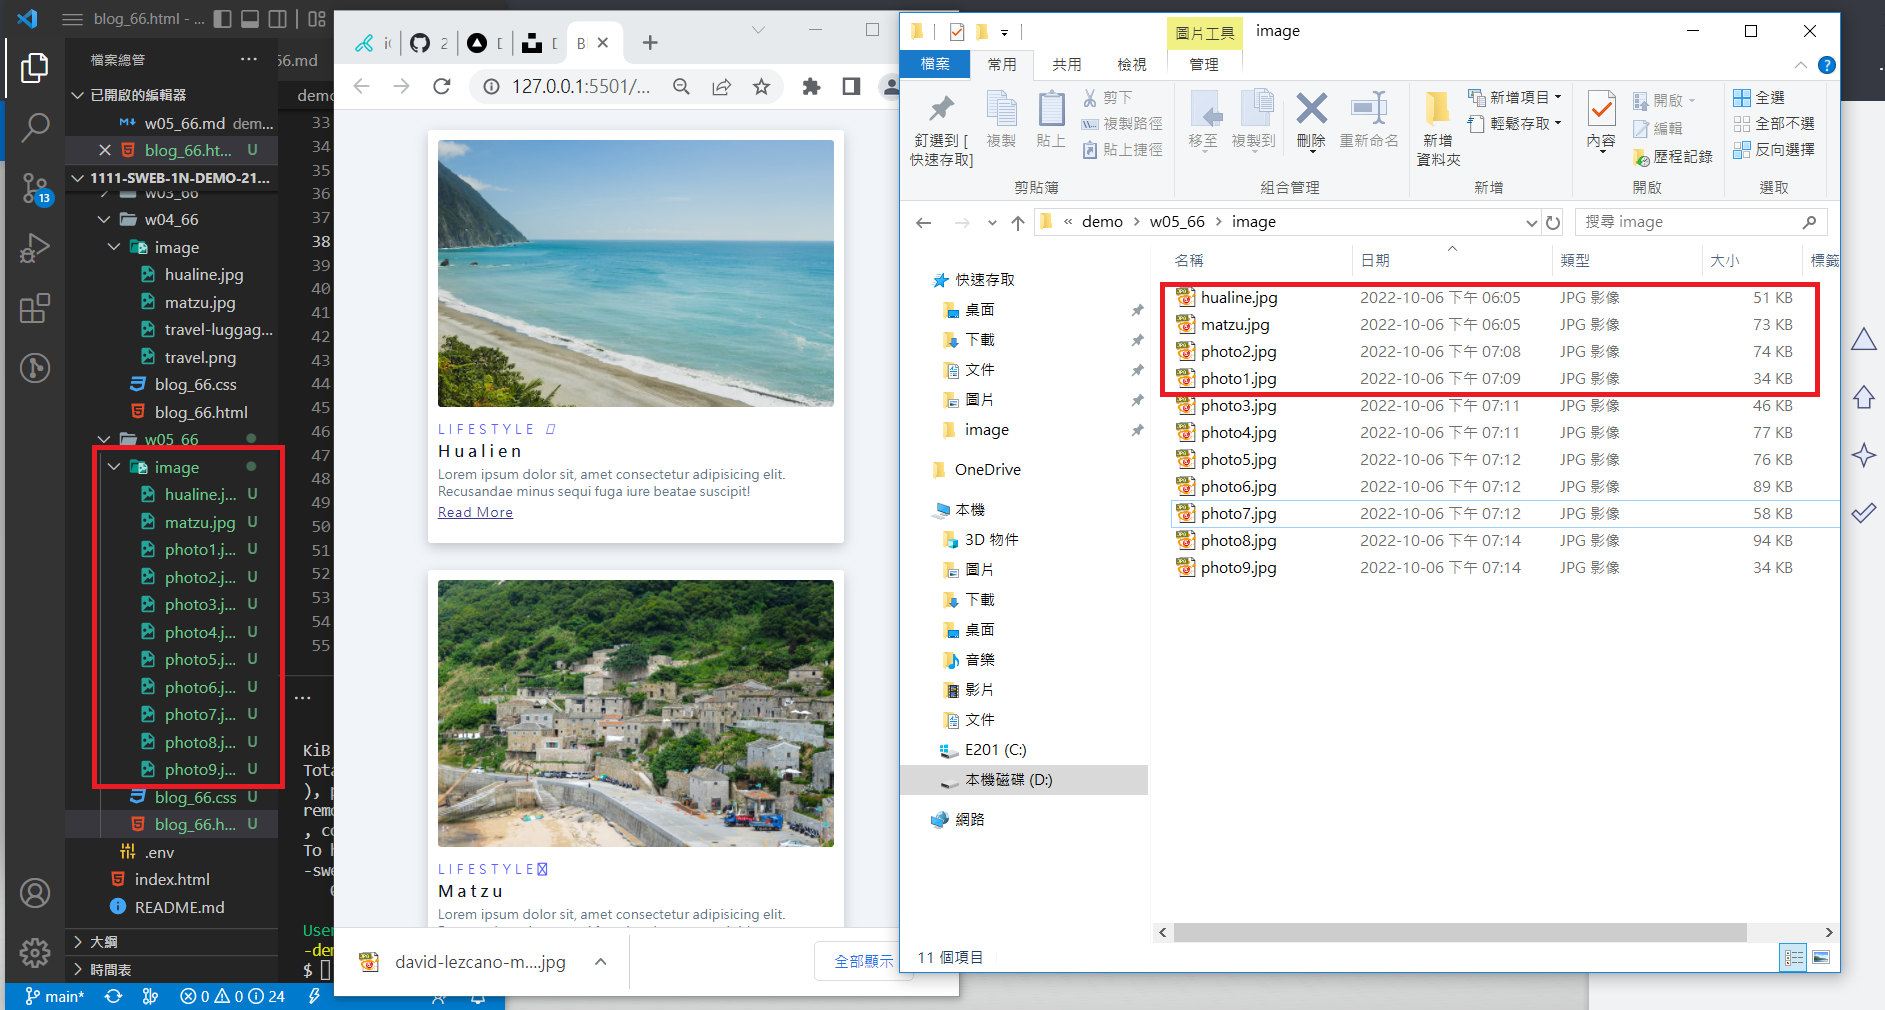 blog_66.html - ...
檔案總管
已開啟的編輯器
w05_66.md dem...
blog_66.ht... U
1111-SWEB-1N-DEMO-21...
w03_66
w04_66
image
hualine.jpg
matzu.jpg
travel-luggag...
travel.png
blog_66.css
blog_66.html
w05_66
image
hualine.j... U
matzu.jpg U
photo1.j... U
photo2.j... U
photo3.j... U
photo4.j... U
photo5.j... U
photo6.j... U
photo7.j... U
photo8.j... U
photo9.j... U
blog_66.css U
blog_66.h... U
.env
index.html
README.md
大綱
時間表
13
main*
0 0 24
66.md
demo
33
34
35
36
37
38
39
40
41
42
43
44
45
46
47
48
49
50
51
52
53
54
55
...
KiB
Tota
), p
remo
, co
To h
-swe
User
-dem
$
2
B
127.0.0.1:5501/...
LIFESTYLE
Hualien
Lorem ipsum dolor sit, amet consectetur adipisicing elit.
Recusandae minus sequi fuga iure beatae suscipit!
Read More
LIFESTYLE
Matzu
Lorem ipsum dolor sit, amet consectetur adipisicing elit.
david-lezcano-m....jpg
全部顯示
圖片工具
image
檔案
常用
共用
檢視
管理
釘選到 [
快速存取]
複製
貼上
剪下
複製路徑
貼上捷徑
剪貼簿
移至
複製到
刪除
重新命名
組合管理
新增
資料夾
新增項目
輕鬆存取
新增
內容
開啟
編輯
歷程記錄
開啟
全選
全部不選
反向選擇
選取
« demo > w05_66 > image
搜尋 image
快速存取
桌面
下載
文件
圖片
image
OneDrive
本機
3D 物件
圖片
下載
桌面
音樂
影片
文件
E201 (C:)
本機磁碟 (D:)
網路
名稱 日期 類型 大小 標籤
hualine.jpg 2022-10-06 下午 06:05 JPG 影像 51 KB
matzu.jpg 2022-10-06 下午 06:05 JPG 影像 73 KB
photo2.jpg 2022-10-06 下午 07:08 JPG 影像 74 KB
photo1.jpg 2022-10-06 下午 07:09 JPG 影像 34 KB
photo3.jpg 2022-10-06 下午 07:11 JPG 影像 46 KB
photo4.jpg 2022-10-06 下午 07:11 JPG 影像 77 KB
photo5.jpg 2022-10-06 下午 07:12 JPG 影像 76 KB
photo6.jpg 2022-10-06 下午 07:12 JPG 影像 89 KB
photo7.jpg 2022-10-06 下午 07:12 JPG 影像 58 KB
photo8.jpg 2022-10-06 下午 07:14 JPG 影像 94 KB
photo9.jpg 2022-10-06 下午 07:14 JPG 影像 34 KB
11 個項目